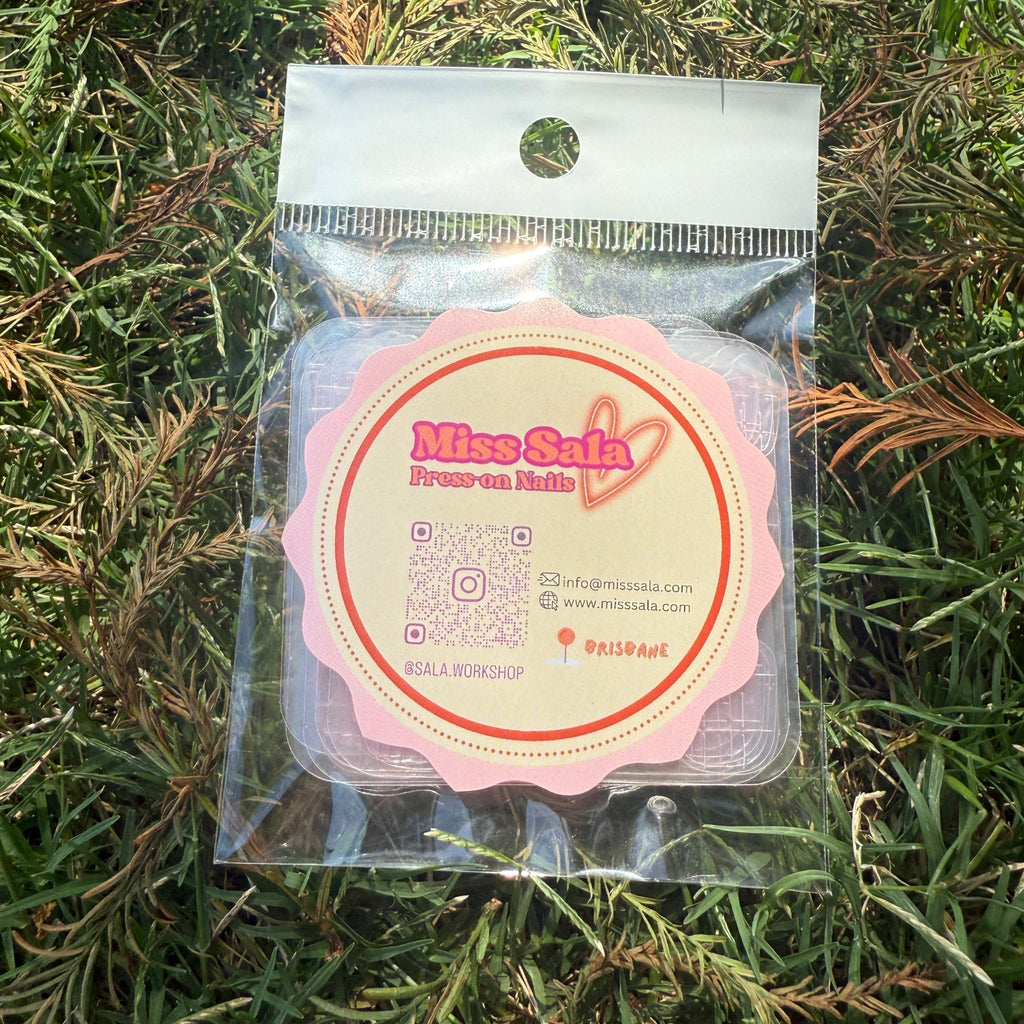 Miss Sala
Press-on Nails
info@misssala.com
www.misssala.com
BRISBANE
@SALA.WORKSHOP